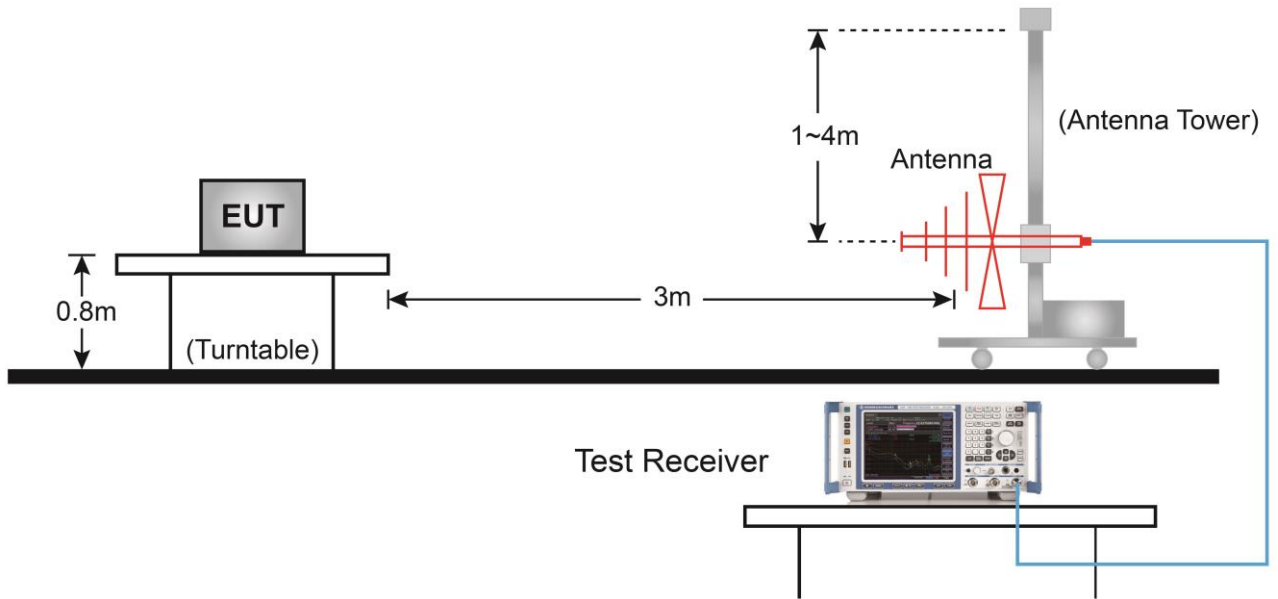 1~4m
(Antenna Tower)
Antenna
EUT
0.8m
3m
(Turntable)
Test Receiver